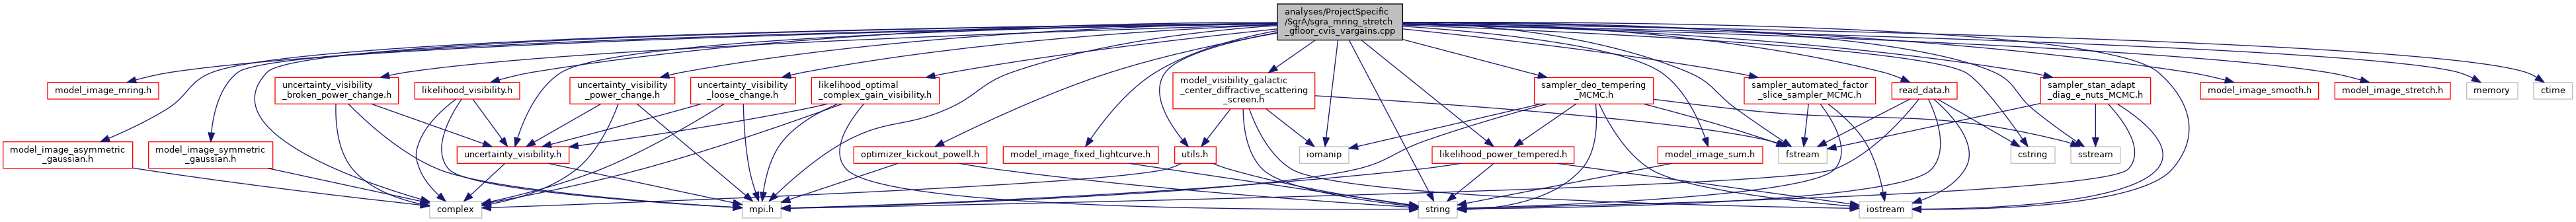 analyses/ProjectSpecific
/SgrA/sgra_mring_stretch
_gfloor_cvis_vargains.cpp
model_image_mring.h
uncertainty_visibility
_broken_power_change.h
likelihood_visibility.h
uncertainty_visibility
_power_change.h
uncertainty_visibility
_loose_change.h
likelihood_optimal
_complex_gain_visibility.h
model_visibility_galactic
_center_diffractive_scattering
_screen.h
sampler_deo_tempering
_MCMC.h
sampler_automated_factor
_slice_sampler_MCMC.h
read_data.h
sampler_stan_adapt
_diag_e_nuts_MCMC.h
model_image_smooth.h
model_image_stretch.h
memory
ctime
model_image_asymmetric
_gaussian.h
model_image_symmetric
_gaussian.h
uncertainty_visibility.h
optimizer_kickout_powell.h
model_image_fixed_lightcurve.h
utils.h
iomanip
likelihood_power_tempered.h
model_image_sum.h
fstream
cstring
sstream
complex
mpi.h
string
iostream